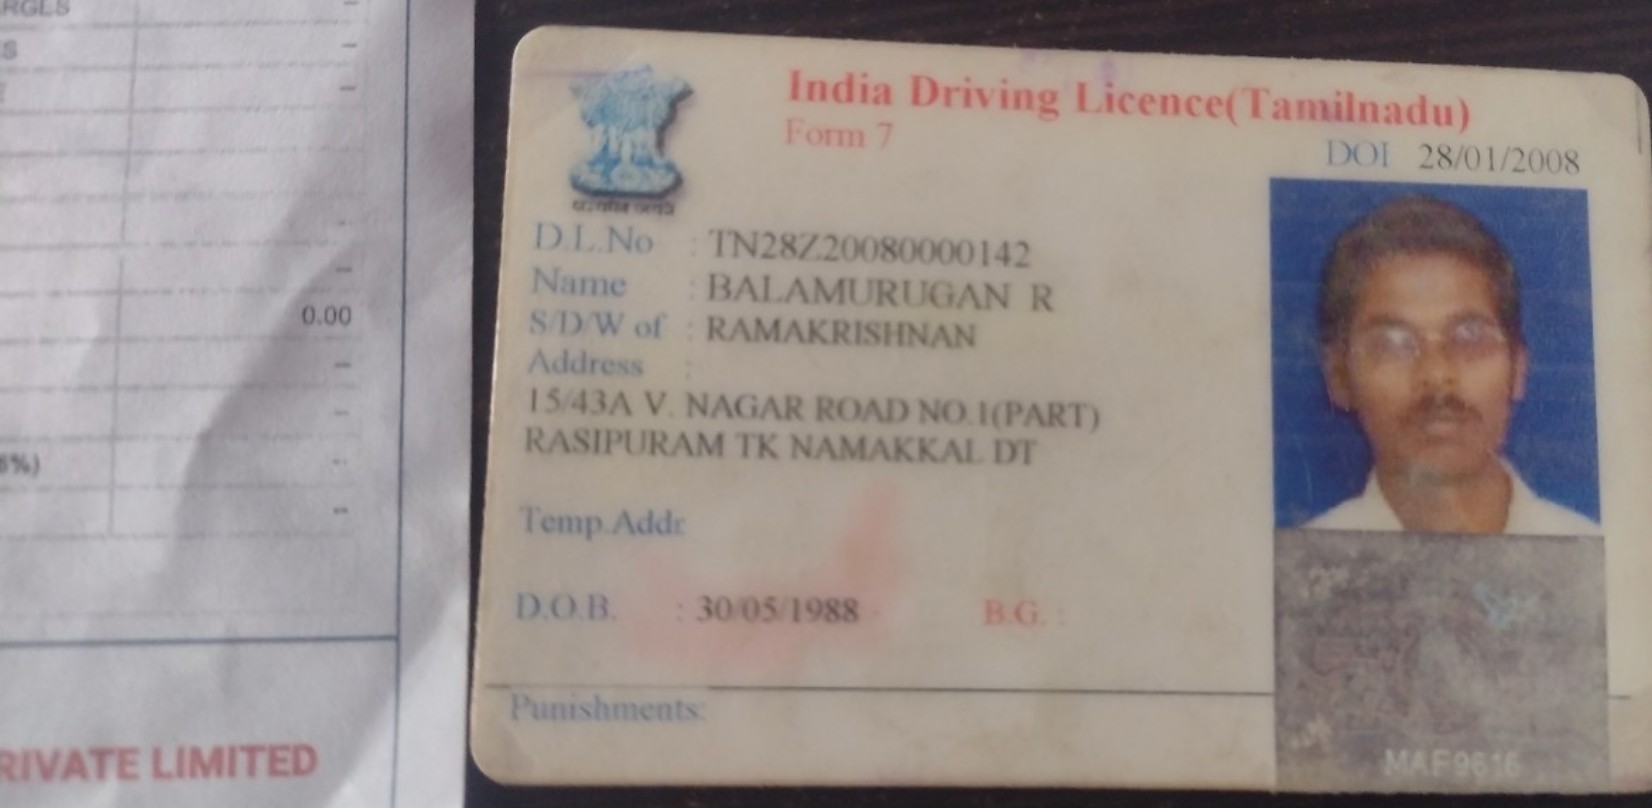 RGES
S
0.00
6%)
RIVATE LIMITED
India Driving Licence(Tamilnadu)
Form 7
DOI 28/01/2008
D.L.No : TN28Z20080000142
Name : BALAMURUGAN R
S/D/W of : RAMAKRISHNAN
Address :
15/43A V. NAGAR ROAD NO.1(PART)
RASIPURAM TK NAMAKKAL DT
Temp.Addr
D.O.B. : 30/05/1988
B.G. :
Punishments:
MAF9616